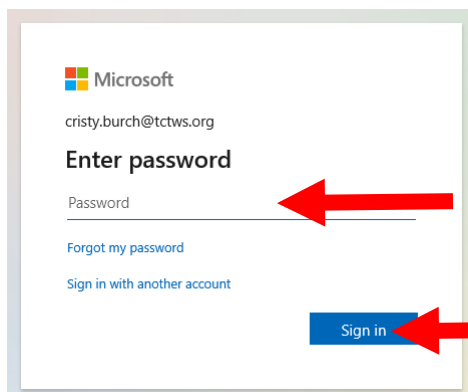 Microsoft
cristy.burch@tctws.org
Enter password
Password
Forgot my password
Sign in with another account
Sign in